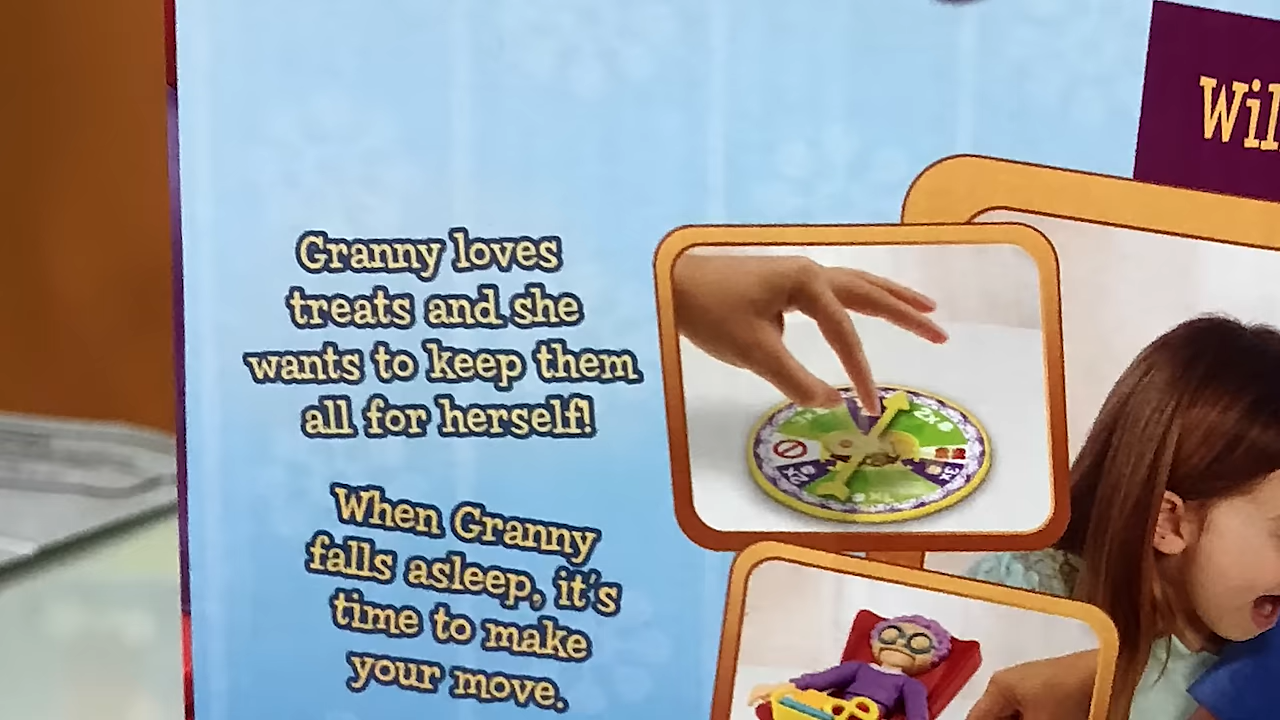 Granny loves
treats and she
wants to keep them
all for herself!
When Granny
falls asleep, it's
time to make
your move.